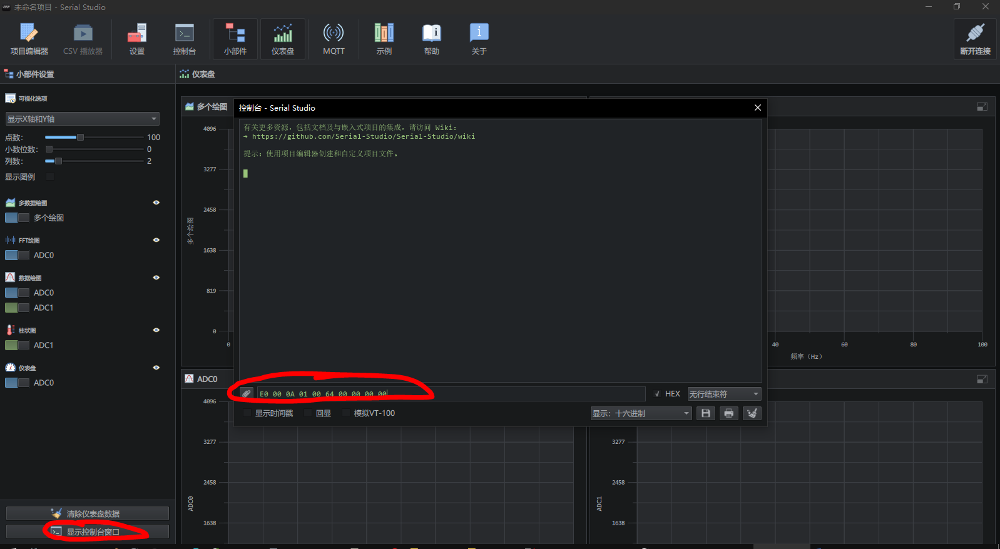 未命名项目 - Serial Studio
项目编辑器
CSV 播放器
设置
控制台
小部件
仪表盘
MQTT
示例
帮助
关于
断开连接
小部件设置
可视化选项
显示X轴和Y轴
点数: 100
小数位数: 0
列数: 2
显示图例
多数据绘图
多个绘图
FFT绘图
ADC0
数据绘图
ADC0
ADC1
柱状图
ADC1
仪表盘
ADC0
清除仪表盘数据
显示控制台窗口
仪表盘
多个绘图
4096
3277
2458
1638
819
0
0
多个绘图
控制台 - Serial Studio
有关更多资源，包括文档及与嵌入式项目的集成，请访问 Wiki:
→ https://github.com/Serial-Studio/Serial-Studio/wiki
提示: 使用项目编辑器创建和自定义项目文件。
E0 00 0A 01 00 64 00 00 00 00
HEX
无行结束符
显示时间戳
回显
模拟VT-100
显示: 十六进制
40
60
80
100
频率 (Hz)
ADC0
4096
3277
2458
1638
ADC0
3277
2458
1638
ADC1